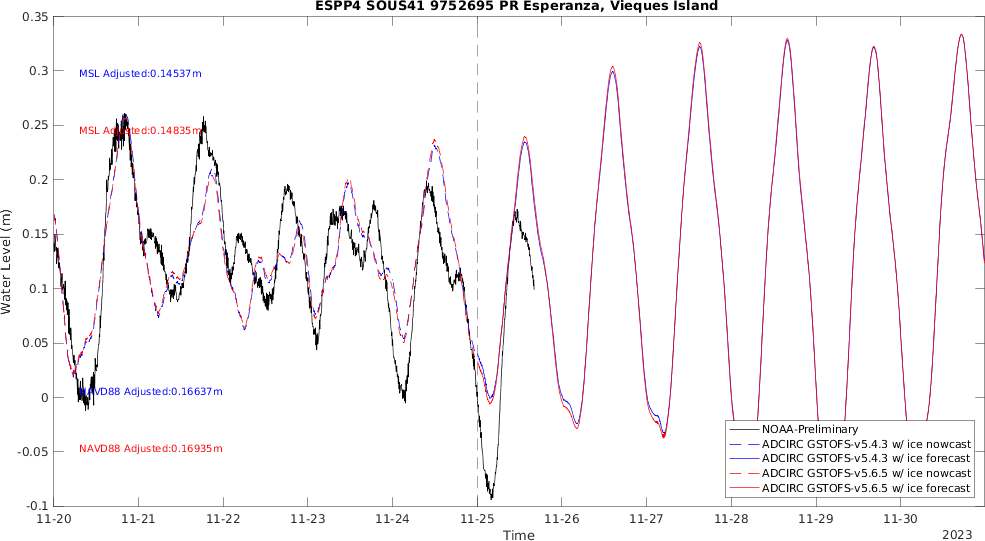 ESPP4 SOUS41 9752695 PR Esperanza, Vieques Island
0.35
0.3
0.25
0.2
0.15
0.1
0.05
0
-0.05
-0.1
Water Level (m)
MSL Adjusted:0.14537m
MSL Adjusted:0.14835m
NAVD88 Adjusted:0.16637m
NAVD88 Adjusted:0.16935m
NOAA-Preliminary
ADCIRC GSTOFS-v5.4.3 w/ ice nowcast
ADCIRC GSTOFS-v5.4.3 w/ ice forecast
ADCIRC GSTOFS-v5.6.5 w/ ice nowcast
ADCIRC GSTOFS-v5.6.5 w/ ice forecast
11-20 11-21 11-22 11-23 11-24 11-25 11-26 11-27 11-28 11-29 11-30
Time
2023